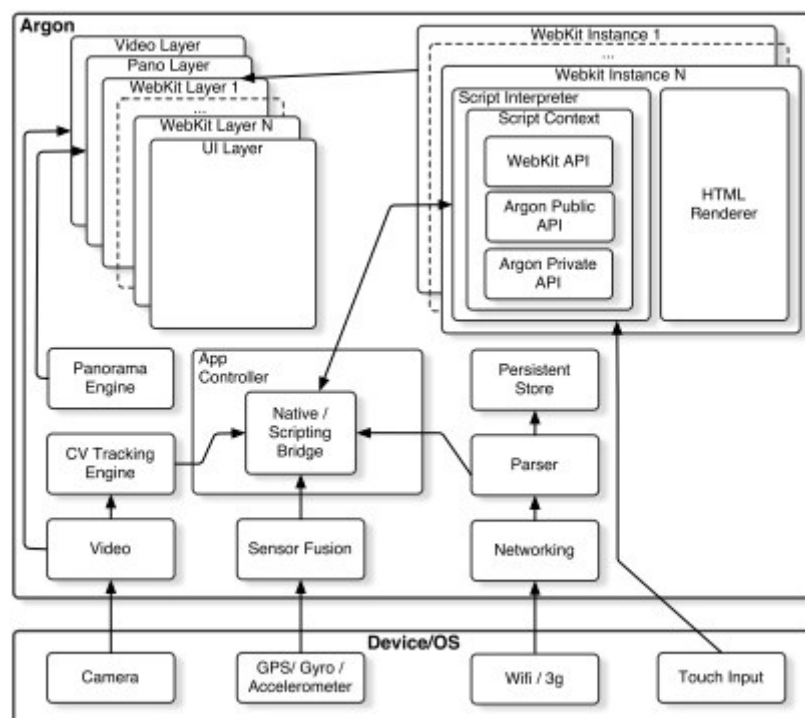 Argon
Video Layer
Pano Layer
WebKit Layer 1
...
WebKit Layer N
UI Layer
WebKit Instance 1
...
Webkit Instance N
Script Interpreter
Script Context
WebKit API
Argon Public
API
Argon Private
API
HTML
Renderer
Panorama
Engine
App
Controller
Native /
Scripting
Bridge
Persistent
Store
CV Tracking
Engine
Parser
Video
Sensor Fusion
Networking
Device/OS
Camera
GPS/ Gyro /
Accelerometer
Wifi / 3g
Touch Input